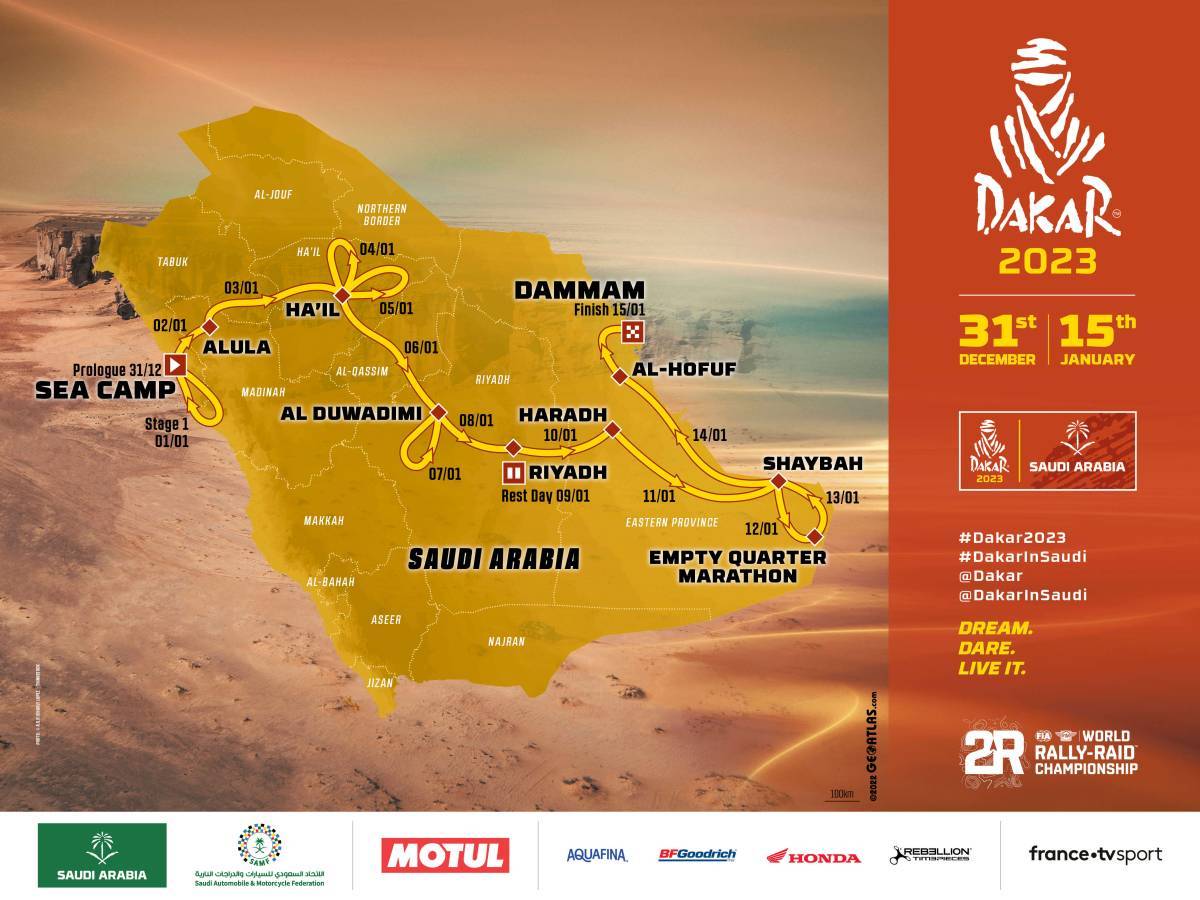 AL-JOUF
NORTHERN
BORDER
TABUK
HA'IL
04/01
03/01
05/01
HA'IL
02/01
ALULA
Prologue 31/12
SEA CAMP
Stage 1
01/01
MADINAH
06/01
AL-QASSIM
RIYADH
DAMMAM
Finish 15/01
AL-HOFUF
AL DUWADIMI
08/01
HARADH
10/01
07/01
RIYADH
Rest Day 09/01
14/01
SHAYBAH
11/01
13/01
12/01
MAKKAH
EASTERN PROVINCE
EMPTY QUARTER
MARATHON
SAUDI ARABIA
AL-BAHAH
ASEER
NAJRAN
JIZAN
100km
©2022 GEOATLAS.com
DAKAR
TM
2023
31st
DECEMBER
15th
JANUARY
DAKAR
2023
SAUDI ARABIA
#Dakar2023
#DakarInSaudi
@Dakar
@DakarInSaudi
DREAM.
DARE.
LIVE IT.
2R
FIA
WORLD
RALLY-RAID
CHAMPIONSHIP
SAUDI ARABIA
SAMF
الاتحاد السعودي للسيارات والدراجات النارية
Saudi Automobile & Motorcycle Federation
MOTUL
AQUAFINA
BFGoodrich
HONDA
REBELLION
TIMEPIECES
france•tvsport